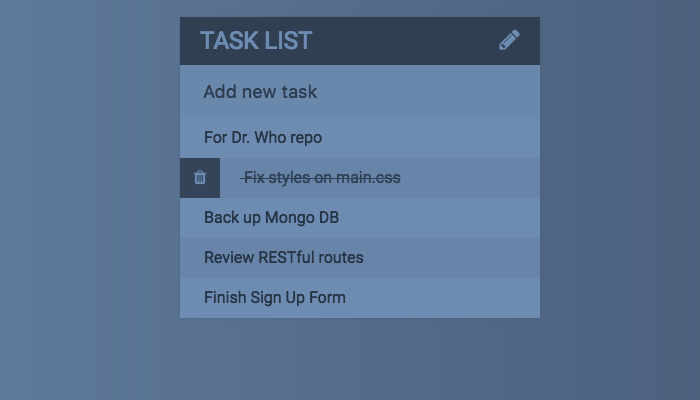 TASK LIST
Add new task
For Dr. Who repo
Fix styles on main.css
Back up Mongo DB
Review RESTful routes
Finish Sign Up Form